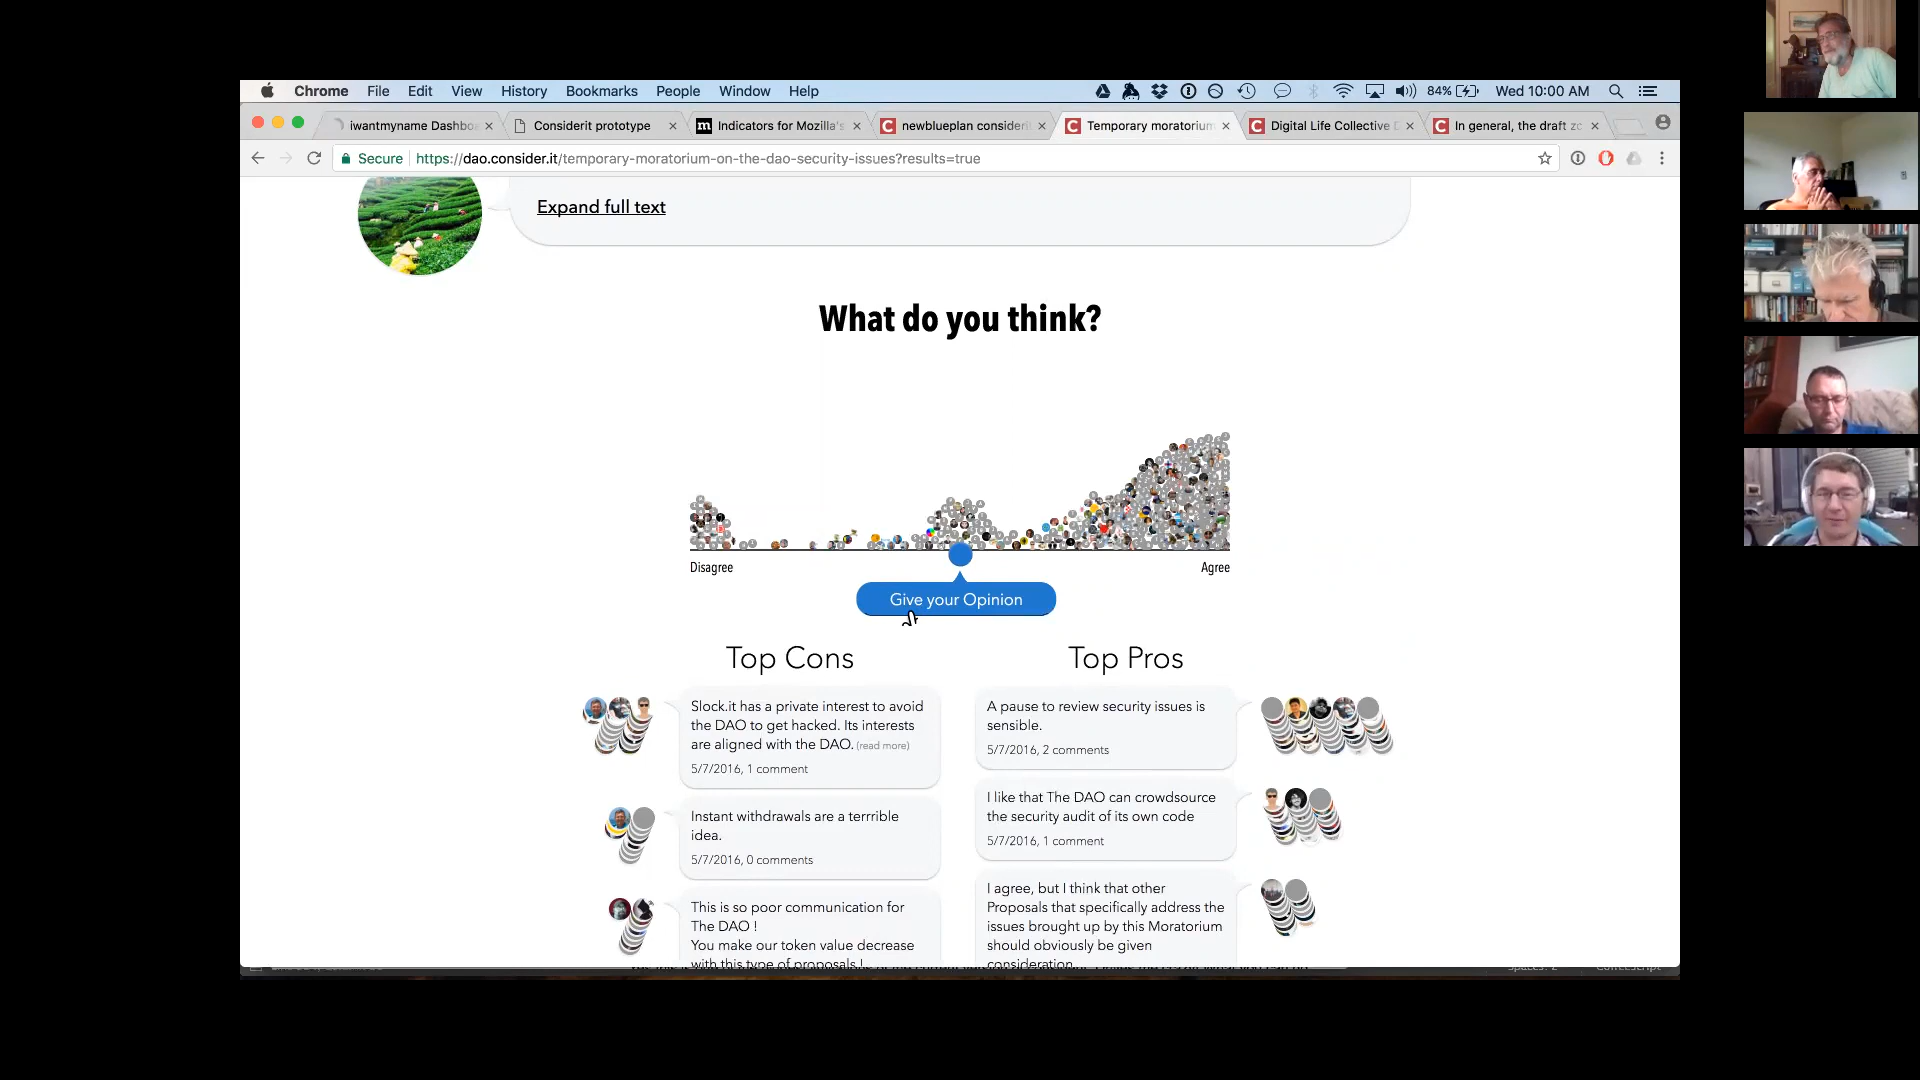 Chrome File Edit View History Bookmarks People Window Help 84% Wed 10:00 AM
iwantmyname Dashbo
Considerit prototype
m Indicators for Mozilla's
C newblueplan considerit
C Temporary moratorium
C Digital Life Collective
C In general, the draft zo
Secure https://dao.consider.it/temporary-moratorium-on-the-dao-security-issues?results=true
Expand full text
What do you think?
Disagree
Agree
Give your Opinion
Top Cons
Slock.it has a private interest to avoid
the DAO to get hacked. Its interests
are aligned with the DAO. (read more)
5/7/2016, 1 comment
Instant withdrawals are a terrrible
idea.
5/7/2016, 0 comments
This is so poor communication for
The DAO !
You make our token value decrease
with this type of proposals !
Top Pros
A pause to review security issues is
sensible.
5/7/2016, 2 comments
I like that The DAO can crowdsource
the security audit of its own code
5/7/2016, 1 comment
I agree, but I think that other
Proposals that specifically address the
issues brought up by this Moratorium
should obviously be given
consideration.